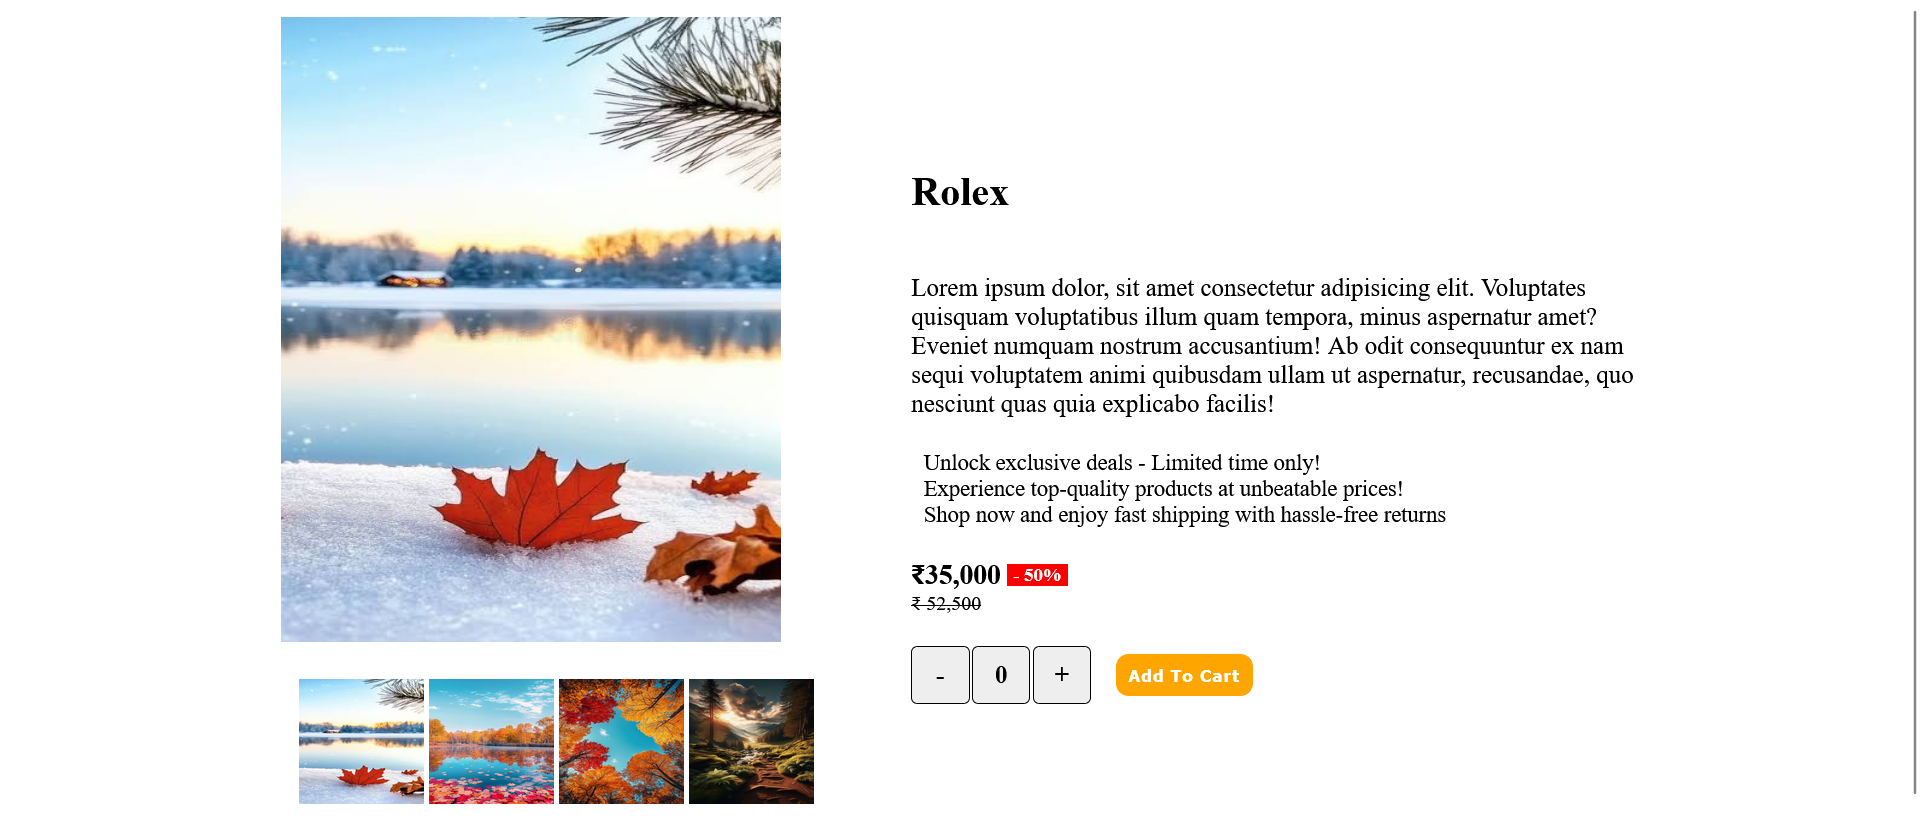 Rolex
Lorem ipsum dolor, sit amet consectetur adipisicing elit. Voluptates
quisquam voluptatibus illum quam tempora, minus aspernatur amet?
Eveniet numquam nostrum accusantium! Ab odit consequuntur ex nam
sequi voluptatem animi quibusdam ullam ut aspernatur, recusandae, quo
nesciunt quas quia explicabo facilis!
Unlock exclusive deals - Limited time only!
Experience top-quality products at unbeatable prices!
Shop now and enjoy fast shipping with hassle-free returns
₹35,000 - 50%
₹ 52,500
- 0 + Add To Cart